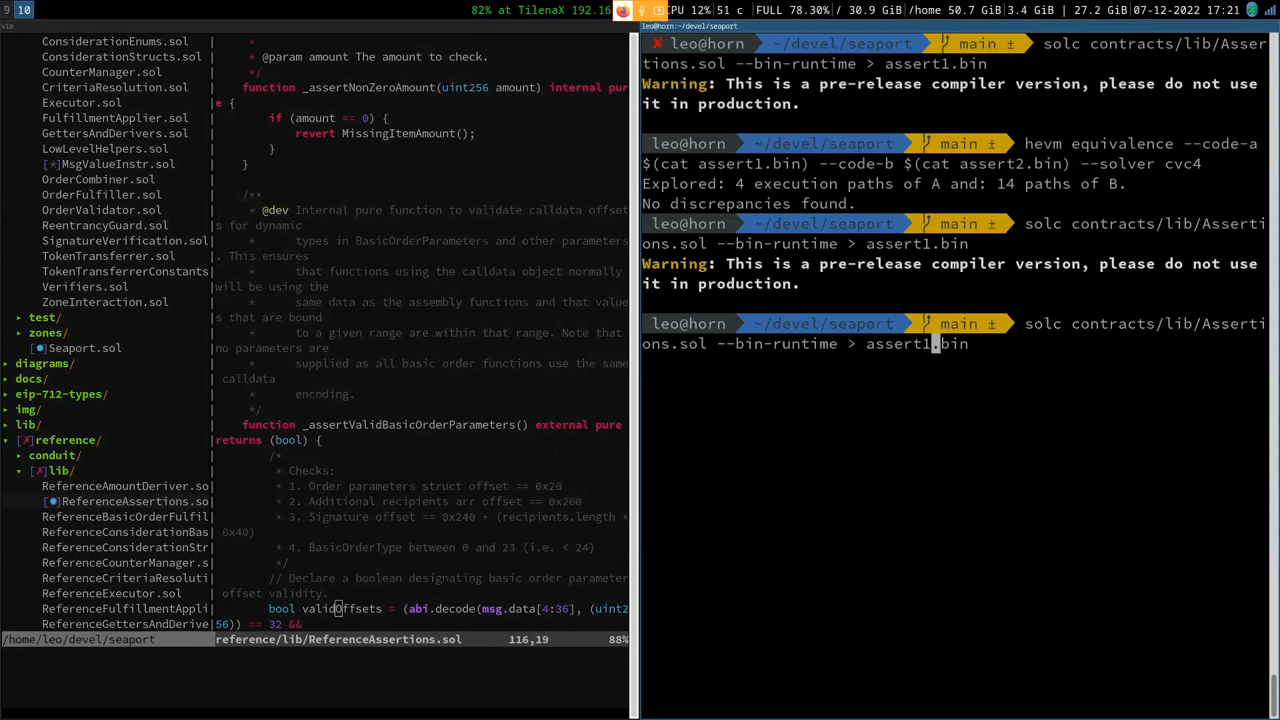 9 10 82% at TilenaX 192.16 CPU 12% 51 c FULL 78.30% / 30.9 GiB /home 50.7 GiB 3.4 GiB / 27.2 GiB 07-12-2022 17:21
vim
~/devel/seaport
ConsiderationEnums.sol
ConsiderationStructs.sol
CounterManager.sol
CriteriaResolution.sol
Executor.sol
FulfillmentApplier.sol
GettersAndDerivers.sol
LowLevelHelpers.sol
[*]MsgValueInstr.sol
OrderCombiner.sol
OrderFulfiller.sol
OrderValidator.sol
ReentrancyGuard.sol
SignatureVerification.sol
TokenTransferrer.sol
TokenTransferrerConstants
Verifiers.sol
ZoneInteraction.sol
▸ test/
▸ zones/
[●]Seaport.sol
▸ diagrams/
▸ docs/
▸ eip-712-types/
▸ img/
▸ lib/
▾ [✗]reference/
▸ conduit/
▾ [✗]lib/
ReferenceAmountDeriver.so
[●]ReferenceAssertions.so
ReferenceBasicOrderFulfil
ReferenceConsiderationBas
ReferenceConsiderationStr
ReferenceCounterManager.s
ReferenceCriteriaResoluti
ReferenceExecutor.sol
ReferenceFulfillmentAppli
ReferenceGettersAndDerive
/home/leo/devel/seaport
*
* @param amount The amount to check.
*/
function _assertNonZeroAmount(uint256 amount) internal pur
e {
if (amount == 0) {
revert MissingItemAmount();
}
}
/**
* @dev Internal pure function to validate calldata offset
s for dynamic
* types in BasicOrderParameters and other parameters
. This ensures
* that functions using the calldata object normally
will be using the
* same data as the assembly functions and that value
s that are bound
* to a given range are within that range. Note that
no parameters are
* supplied as all basic order functions use the same
calldata
* encoding.
*/
function _assertValidBasicOrderParameters() external pure
returns (bool) {
/*
* Checks:
* 1. Order parameters struct offset == 0x20
* 2. Additional recipients arr offset == 0x200
* 3. Signature offset == 0x240 + (recipients.length *
0x40)
* 4. BasicOrderType between 0 and 23 (i.e. < 24)
*/
// Declare a boolean designating basic order parameter
offset validity.
bool validOffsets = (abi.decode(msg.data[4:36], (uint2
56)) == 32 &&
reference/lib/ReferenceAssertions.sol 116,19 88%
✘ leo@horn ~/devel/seaport main ± solc contracts/lib/Asser
tions.sol --bin-runtime > assert1.bin
Warning: This is a pre-release compiler version, please do not use
it in production.
leo@horn ~/devel/seaport main ± hevm equivalence --code-a
$(cat assert1.bin) --code-b $(cat assert2.bin) --solver cvc4
Explored: 4 execution paths of A and: 14 paths of B.
No discrepancies found.
leo@horn ~/devel/seaport main ± solc contracts/lib/Asserti
ons.sol --bin-runtime > assert1.bin
Warning: This is a pre-release compiler version, please do not use
it in production.
leo@horn ~/devel/seaport main ± solc contracts/lib/Asserti
ons.sol --bin-runtime > assert1.bin